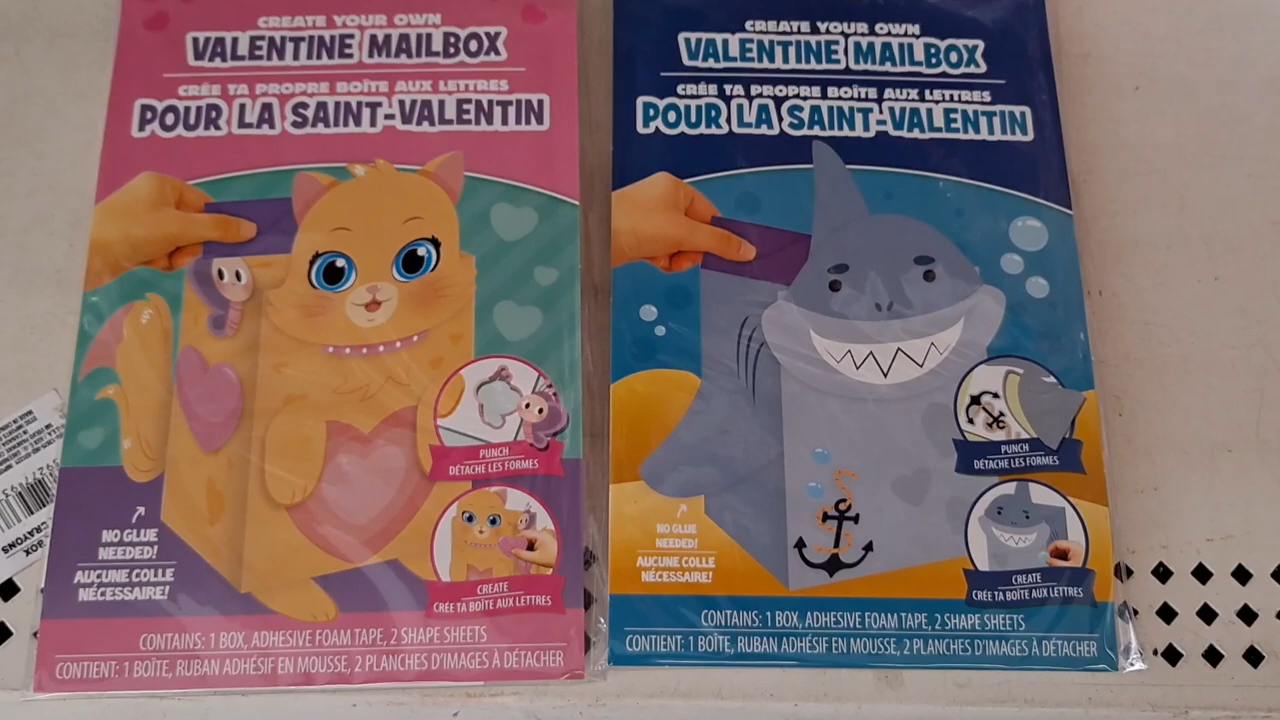 CREATE YOUR OWN
VALENTINE MAILBOX
CRÉE TA PROPRE BOÎTE AUX LETTRES
POUR LA SAINT-VALENTIN
PUNCH
DÉTACHE LES FORMES
NO GLUE
NEEDED!
AUCUNE COLLE
NÉCESSAIRE!
CREATE
CRÉE TA BOÎTE AUX LETTRES
CONTAINS: 1 BOX, ADHESIVE FOAM TAPE, 2 SHAPE SHEETS
CONTIENT: 1 BOÎTE, RUBAN ADHÉSIF EN MOUSSE, 2 PLANCHES D'IMAGES À DÉTACHER
CREATE YOUR OWN
VALENTINE MAILBOX
CRÉE TA PROPRE BOÎTE AUX LETTRES
POUR LA SAINT-VALENTIN
PUNCH
DÉTACHE LES FORMES
NO GLUE
NEEDED!
AUCUNE COLLE
NÉCESSAIRE!
CREATE
CRÉE TA BOÎTE AUX LETTRES
CONTAINS: 1 BOX, ADHESIVE FOAM TAPE, 2 SHAPE SHEETS
CONTIENT: 1 BOÎTE, RUBAN ADHÉSIF EN MOUSSE, 2 PLANCHES D'IMAGES À DÉTACHER
CRAYONS